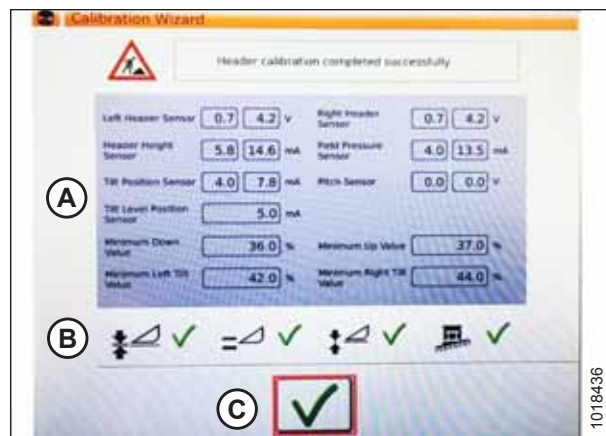 Calibration Wizard
Header calibration completed successfully
Left Header Sensor 0.7 4.2 v Right Header Sensor 0.7 4.2 v
Header Height Sensor 5.8 14.6 mA Field Pressure Sensor 4.0 13.5 mA
Tilt Position Sensor 4.0 7.8 mA Pitch Sensor 0.0 0.0 v
A
Tilt Level Position Sensor 5.0 mA
Minimum Down Value 36.0 % Minimum Up Value 37.0 %
Minimum Left Tilt Value 42.0 % Minimum Right Tilt Value 44.0 %
B
C
1018436